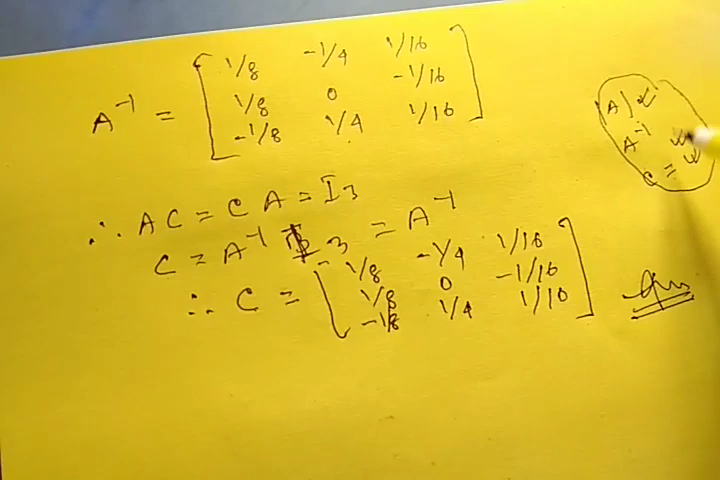 A⁻¹ = [ 1/8 -1/4 1/16
1/8 0 -1/16
-1/8 1/4 1/16 ]
|A| ✓
A⁻¹
C =
∴ AC = CA = I₃
C = A⁻¹ I₃ = A⁻¹
∴ C = [ 1/8 -1/4 1/16
1/8 0 -1/16
-1/8 1/4 1/16 ]
Ans